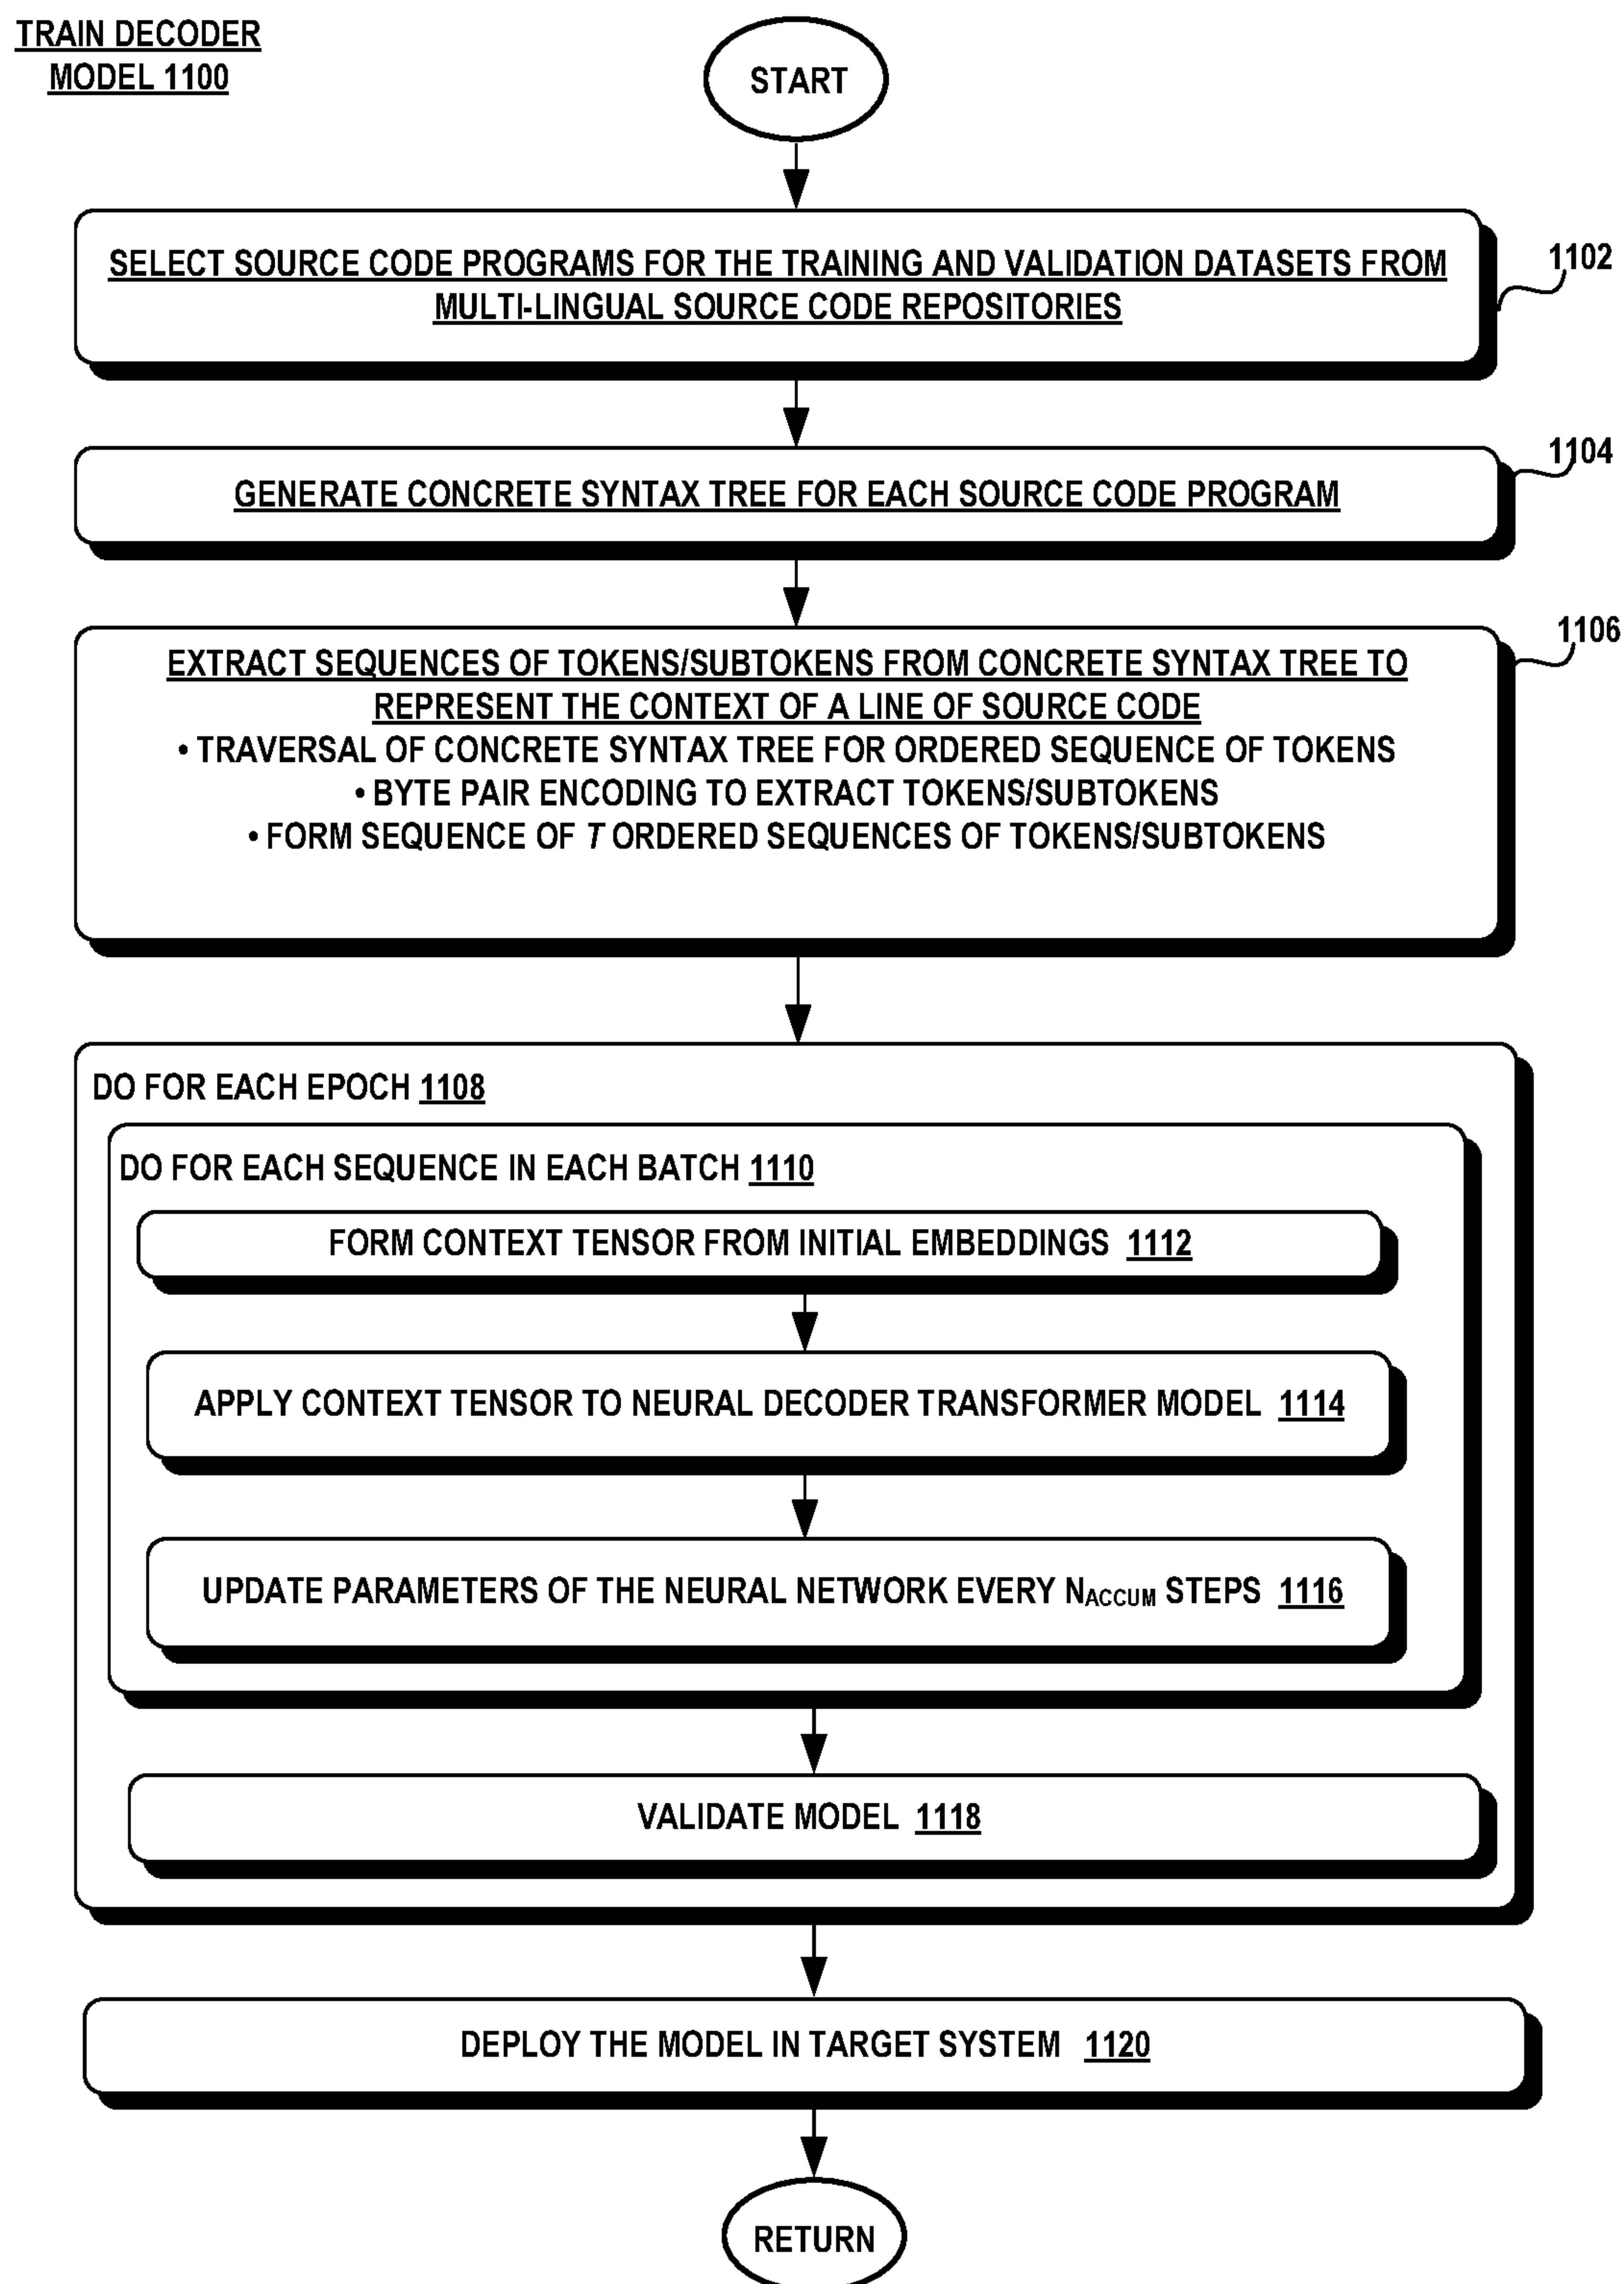 TRAIN DECODER
MODEL 1100
START
SELECT SOURCE CODE PROGRAMS FOR THE TRAINING AND VALIDATION DATASETS FROM
MULTI-LINGUAL SOURCE CODE REPOSITORIES
1102
GENERATE CONCRETE SYNTAX TREE FOR EACH SOURCE CODE PROGRAM
1104
EXTRACT SEQUENCES OF TOKENS/SUBTOKENS FROM CONCRETE SYNTAX TREE TO
REPRESENT THE CONTEXT OF A LINE OF SOURCE CODE
• TRAVERSAL OF CONCRETE SYNTAX TREE FOR ORDERED SEQUENCE OF TOKENS
• BYTE PAIR ENCODING TO EXTRACT TOKENS/SUBTOKENS
• FORM SEQUENCE OF T ORDERED SEQUENCES OF TOKENS/SUBTOKENS
1106
DO FOR EACH EPOCH 1108
DO FOR EACH SEQUENCE IN EACH BATCH 1110
FORM CONTEXT TENSOR FROM INITIAL EMBEDDINGS 1112
APPLY CONTEXT TENSOR TO NEURAL DECODER TRANSFORMER MODEL 1114
UPDATE PARAMETERS OF THE NEURAL NETWORK EVERY NACCUM STEPS 1116
VALIDATE MODEL 1118
DEPLOY THE MODEL IN TARGET SYSTEM 1120
RETURN